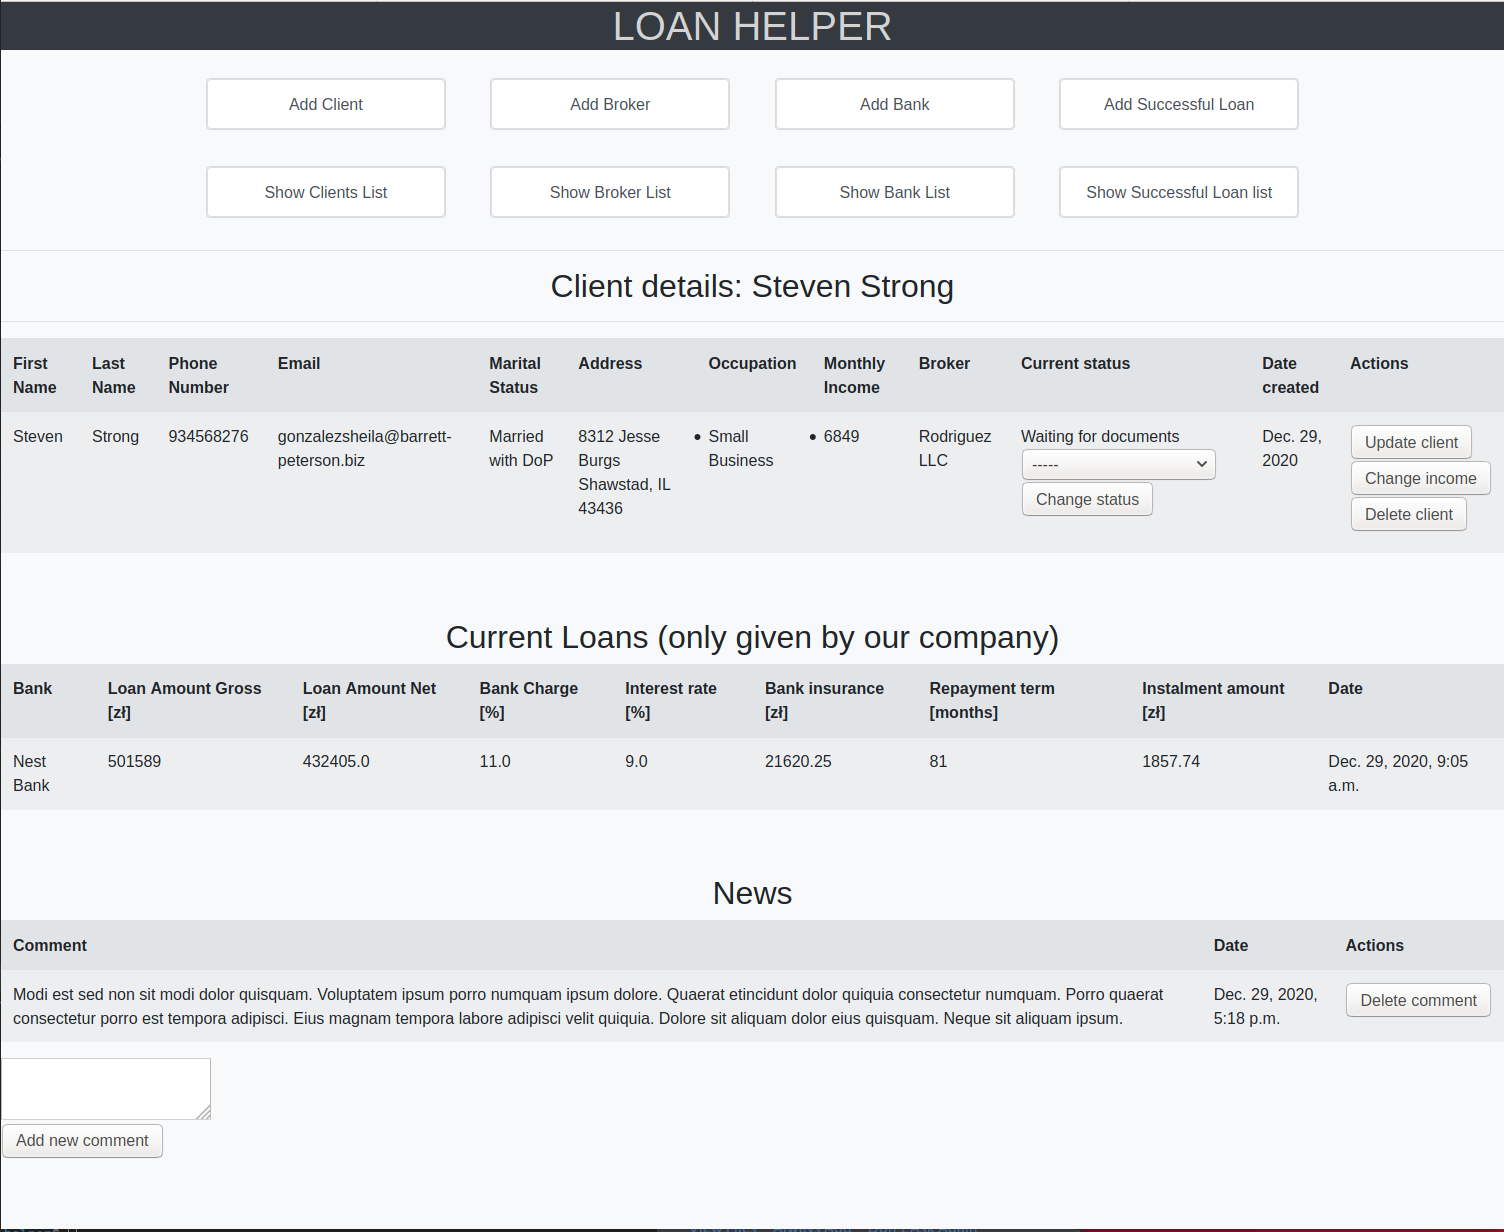 LOAN HELPER
Add Client
Add Broker
Add Bank
Add Successful Loan
Show Clients List
Show Broker List
Show Bank List
Show Successful Loan list
Client details: Steven Strong
First Name
Last Name
Phone Number
Email
Marital Status
Address
Occupation
Monthly Income
Broker
Current status
Date created
Actions
Steven
Strong
934568276
gonzalezsheila@barrett-
peterson.biz
Married
with DoP
8312 Jesse
Burgs
Shawstad, IL
43436
• Small
Business
• 6849
Rodriguez
LLC
Waiting for documents
-----
Change status
Dec. 29,
2020
Update client
Change income
Delete client
Current Loans (only given by our company)
Bank
Loan Amount Gross
[zł]
Loan Amount Net
[zł]
Bank Charge
[%]
Interest rate
[%]
Bank insurance
[zł]
Repayment term
[months]
Instalment amount
[zł]
Date
Nest
Bank
501589
432405.0
11.0
9.0
21620.25
81
1857.74
Dec. 29, 2020, 9:05
a.m.
News
Comment
Date
Actions
Modi est sed non sit modi dolor quisquam. Voluptatem ipsum porro numquam ipsum dolore. Quaerat etincidunt dolor quiquia consectetur numquam. Porro quaerat
consectetur porro est tempora adipisci. Eius magnam tempora labore adipisci velit quiquia. Dolore sit aliquam dolor eius quisquam. Neque sit aliquam ipsum.
Dec. 29, 2020,
5:18 p.m.
Delete comment
Add new comment